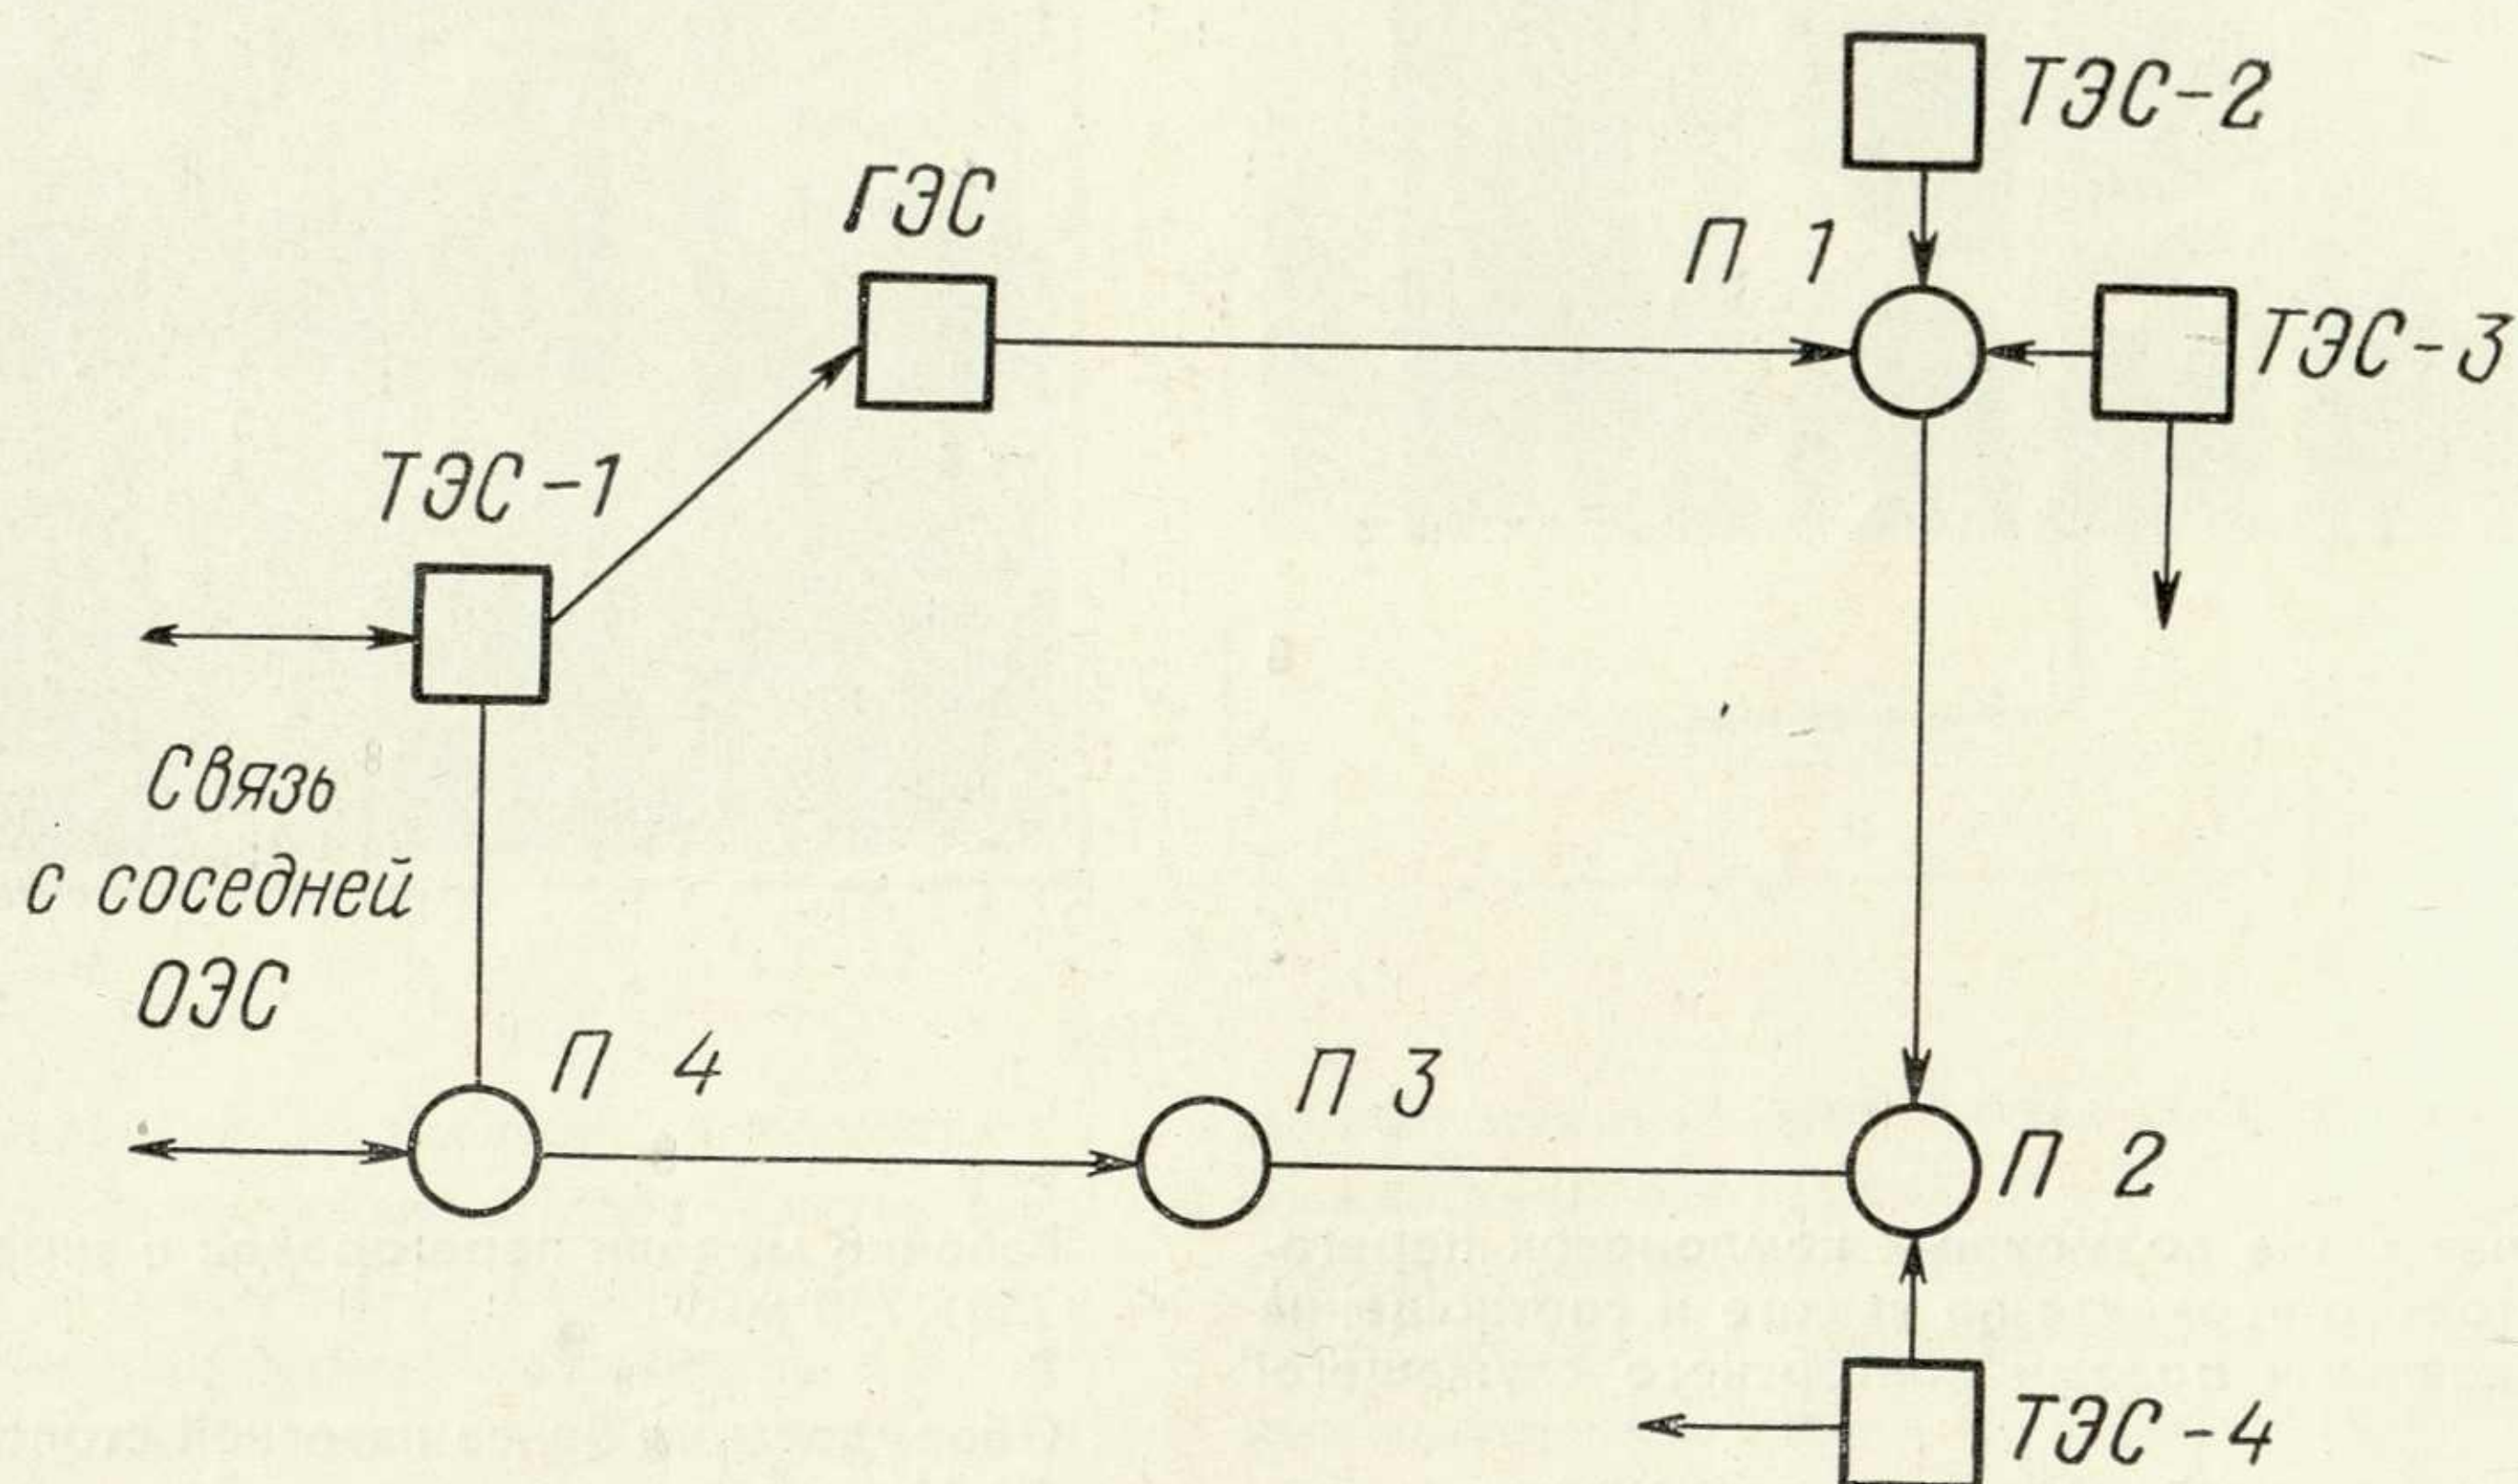 ТЭС-2
ГЭС
П 1
ТЭС-3
ТЭС-1
Связь
с соседней
ОЭС
П 4
П 3
П 2
ТЭС-4